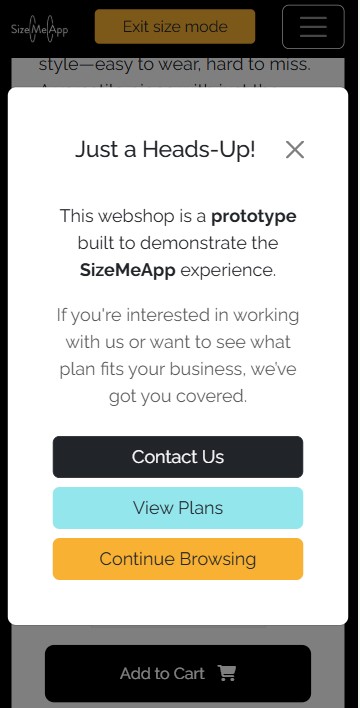 SizeMeApp
Exit size mode
style—easy to wear, hard to miss.
Just a Heads-Up!
This webshop is a prototype
built to demonstrate the
SizeMeApp experience.
If you're interested in working
with us or want to see what
plan fits your business, we've
got you covered.
Contact Us
View Plans
Continue Browsing
Add to Cart